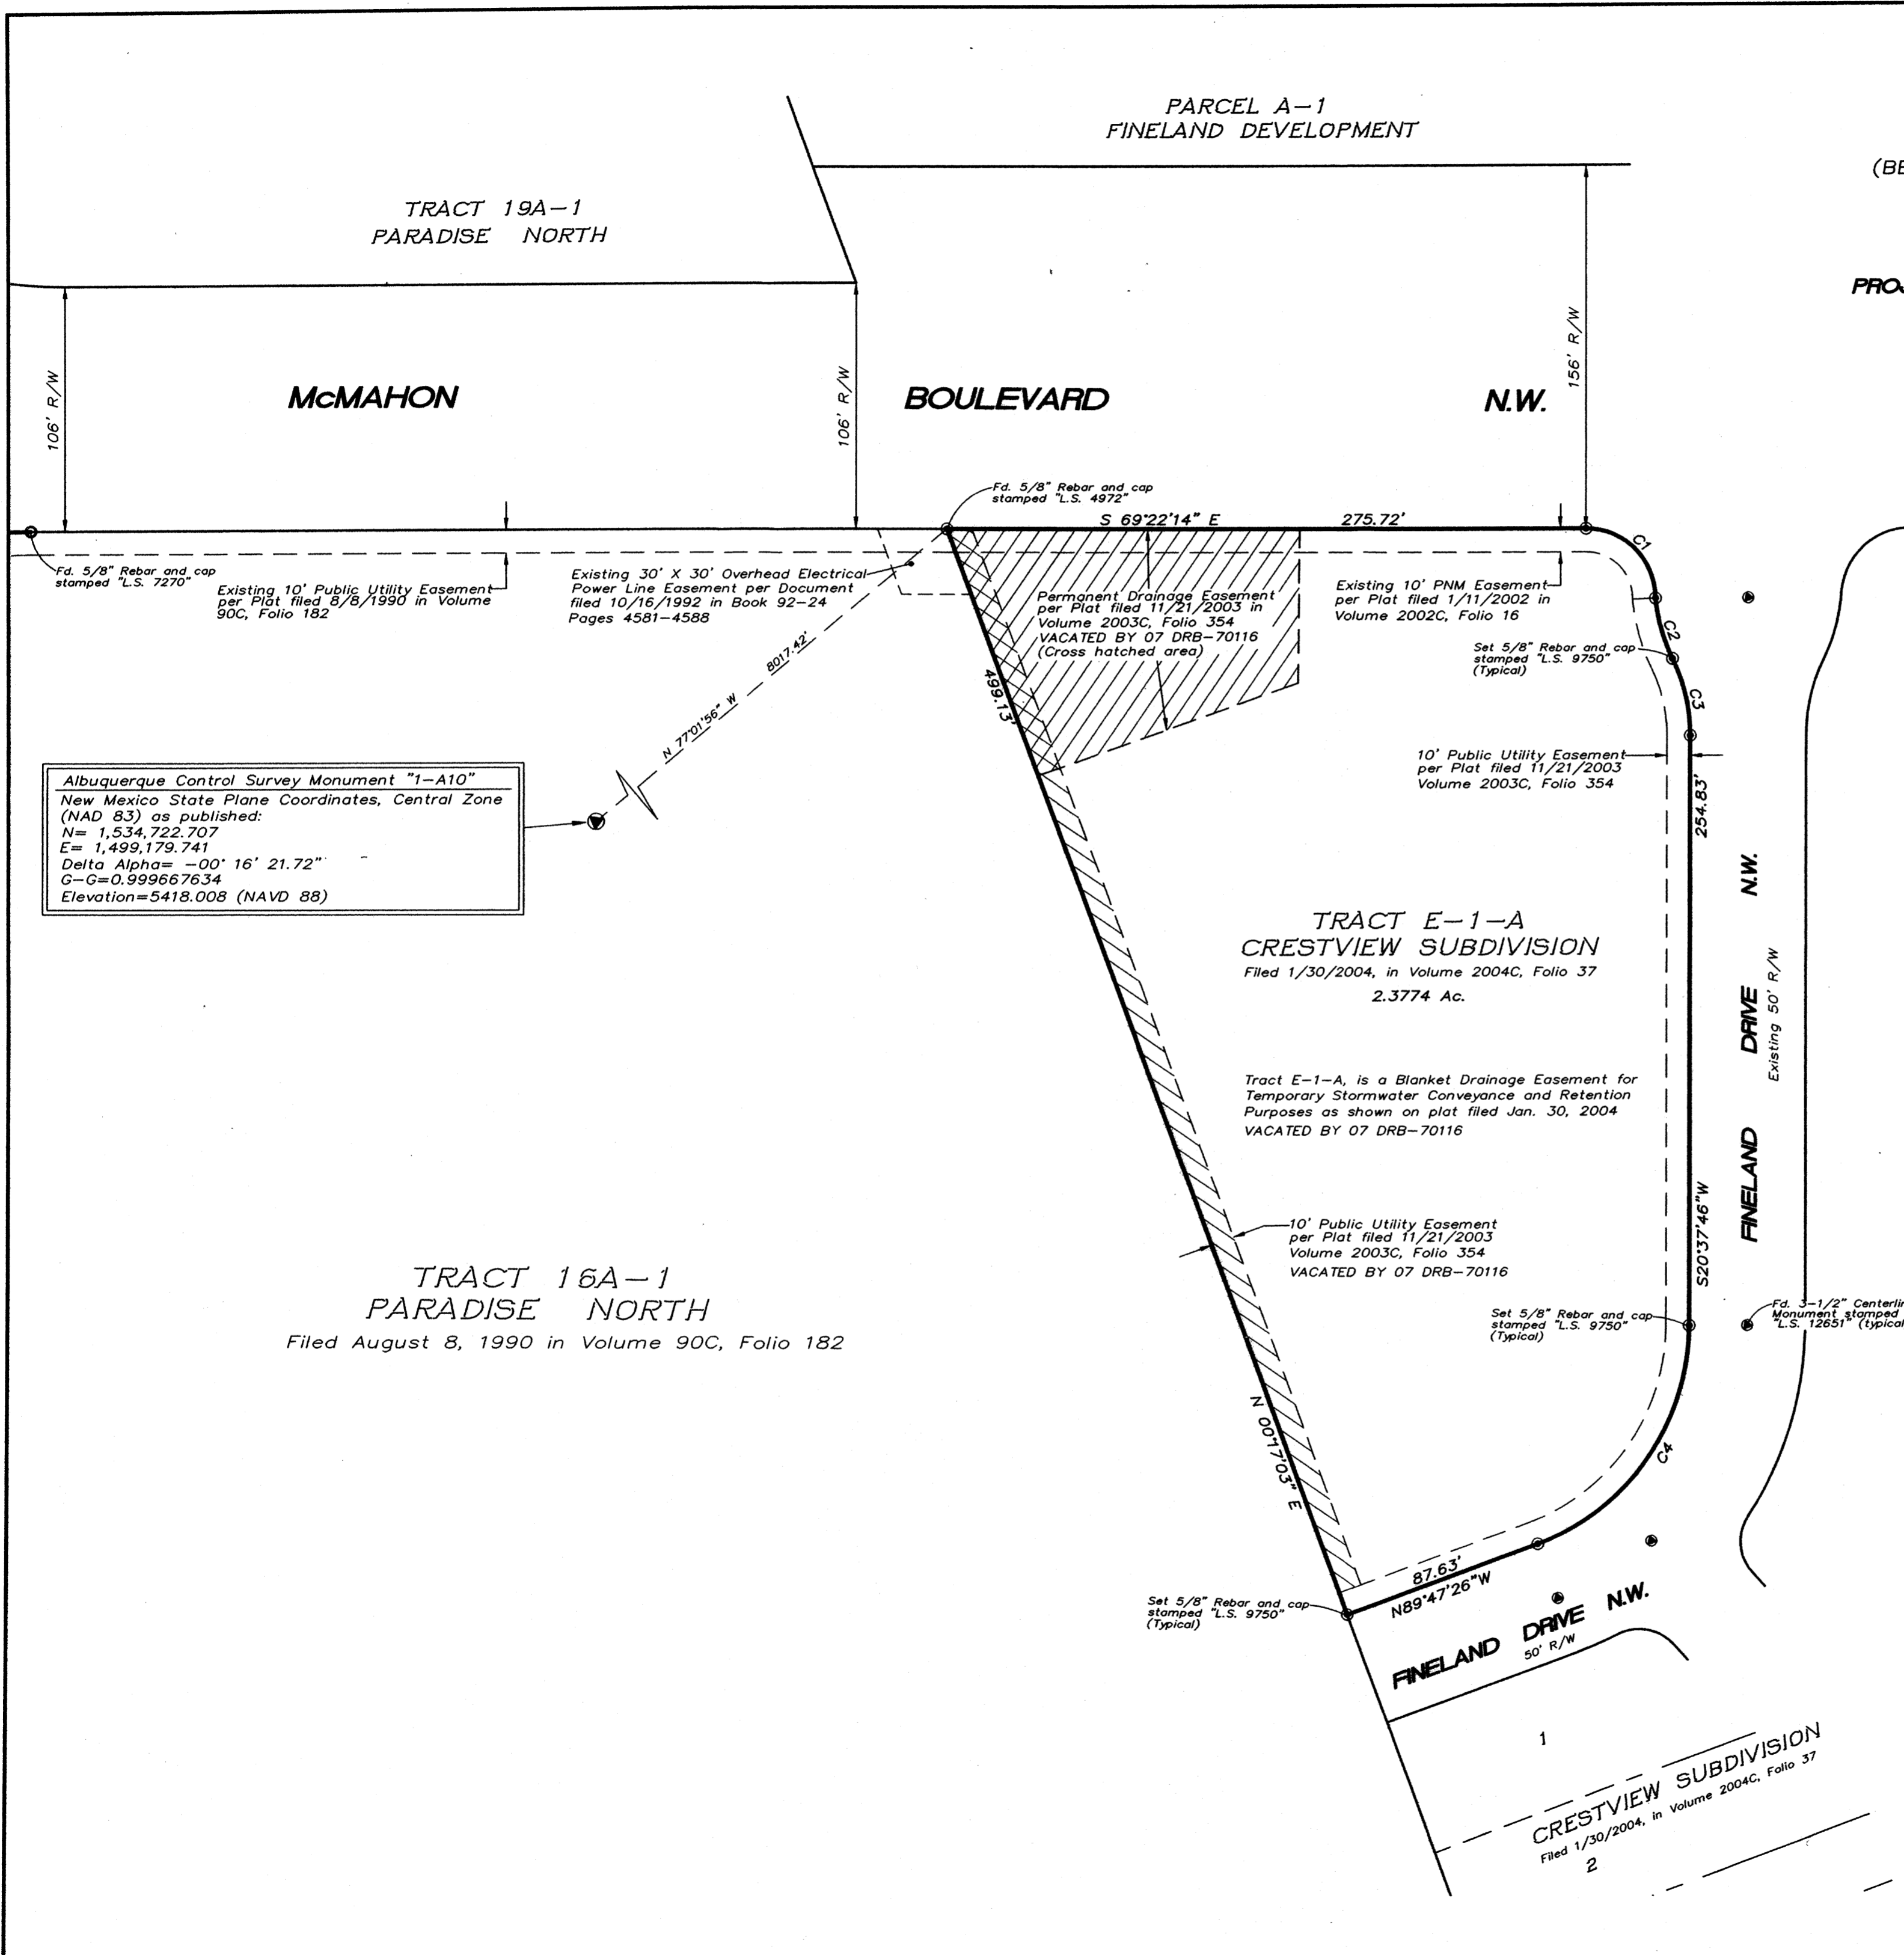 PARCEL A-1
FINELAND DEVELOPMENT
(BE
TRACT 19A-1
PARADISE NORTH
PROJ
106' R/W
106' R/W
156' R/W
McMAHON BOULEVARD N.W.
Fd. 5/8" Rebar and cap
stamped "L.S. 4972"
S 69°22'14" E 275.72'
C1
Fd. 5/8" Rebar and cap
stamped "L.S. 7270"
Existing 10' Public Utility Easement
per Plat filed 8/8/1990 in Volume
90C, Folio 182
Existing 30' X 30' Overhead Electrical
Power Line Easement per Document
filed 10/16/1992 in Book 92-24
Pages 4581-4588
Permanent Drainage Easement
per Plat filed 11/21/2003 in
Volume 2003C, Folio 354
VACATED BY 07 DRB-70116
(Cross hatched area)
Existing 10' PNM Easement
per Plat filed 1/11/2002 in
Volume 2002C, Folio 16
C2
Set 5/8" Rebar and cap
stamped "L.S. 9750"
(Typical)
C3
N 77°01'56" W 8017.42'
499.13'
10' Public Utility Easement
per Plat filed 11/21/2003
Volume 2003C, Folio 354
254.83'
Albuquerque Control Survey Monument "1-A10"
New Mexico State Plane Coordinates, Central Zone
(NAD 83) as published:
N= 1,534,722.707
E= 1,499,179.741
Delta Alpha= -00° 16' 21.72"
G-G=0.999667634
Elevation=5418.008 (NAVD 88)
TRACT E-1-A
CRESTVIEW SUBDIVISION
Filed 1/30/2004, in Volume 2004C, Folio 37
2.3774 Ac.
FINELAND DRIVE N.W.
Existing 50' R/W
Tract E-1-A, is a Blanket Drainage Easement for
Temporary Stormwater Conveyance and Retention
Purposes as shown on plat filed Jan. 30, 2004
VACATED BY 07 DRB-70116
S20°37'46"W
10' Public Utility Easement
per Plat filed 11/21/2003
Volume 2003C, Folio 354
VACATED BY 07 DRB-70116
TRACT 16A-1
PARADISE NORTH
Filed August 8, 1990 in Volume 90C, Folio 182
Set 5/8" Rebar and cap
stamped "L.S. 9750"
(Typical)
Fd. 3-1/2" Centerlin
Monument stamped
"L.S. 12651" (typical
N 00°17'03" E
C4
87.63'
N89°47'26"W
Set 5/8" Rebar and cap
stamped "L.S. 9750"
(Typical)
FINELAND DRIVE N.W.
50' R/W
1
CRESTVIEW SUBDIVISION
Filed 1/30/2004, in Volume 2004C, Folio 37
2